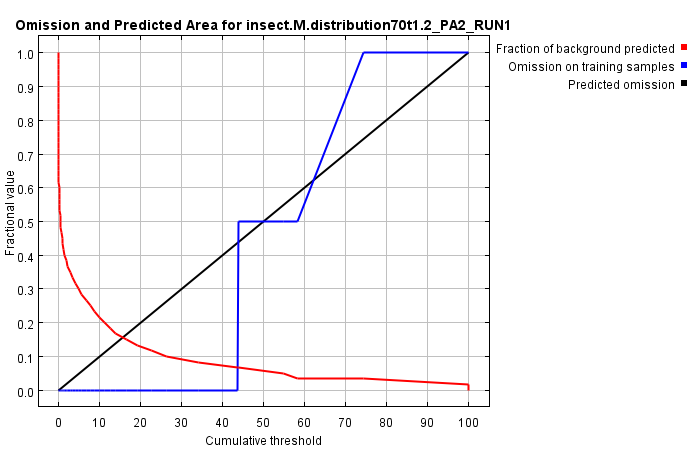 Omission and Predicted Area for insect.M.distribution70t1.2_PA2_RUN1
Fraction of background predicted
Omission on training samples
Predicted omission
Fractional value
1.0
0.9
0.8
0.7
0.6
0.5
0.4
0.3
0.2
0.1
0.0
0 10 20 30 40 50 60 70 80 90 100
Cumulative threshold